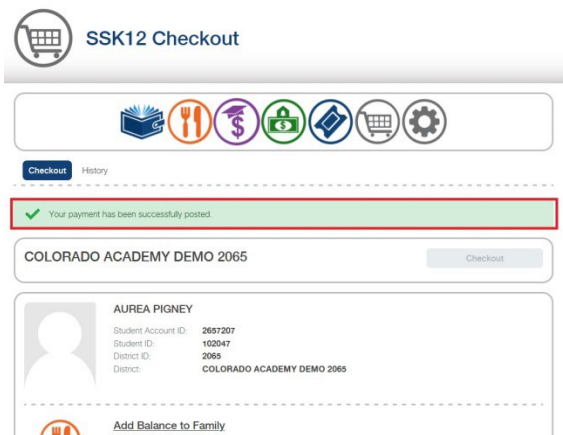 SSK12 Checkout
Checkout History
Your payment has been successfully posted.
COLORADO ACADEMY DEMO 2065
Checkout
AUREA PIGNEY
Student Account ID: 2657207
Student ID: 102047
District ID: 2065
District: COLORADO ACADEMY DEMO 2065
Add Balance to Family